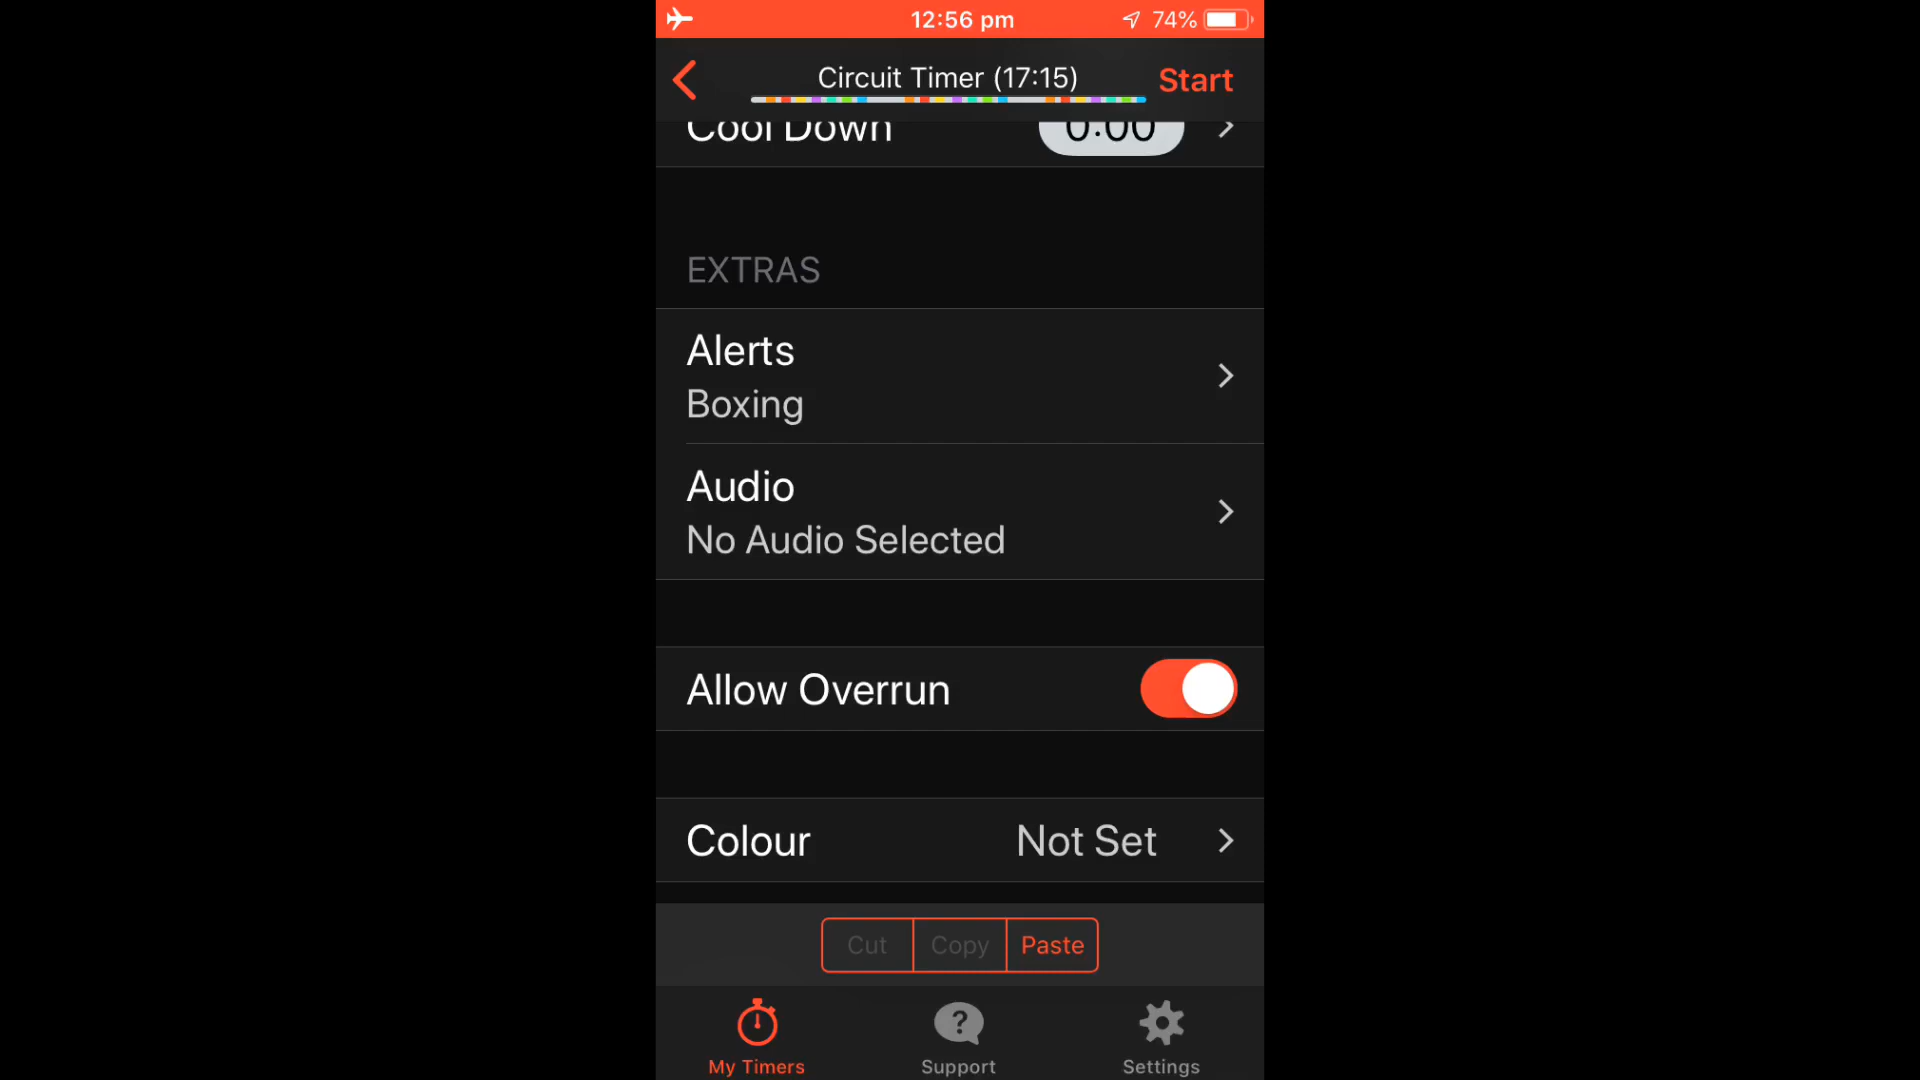 12:56 pm
74%
Circuit Timer (17:15)
Start
Cool Down
0:00
EXTRAS
Alerts
Boxing
Audio
No Audio Selected
Allow Overrun
Colour
Not Set
Cut
Copy
Paste
My Timers
Support
Settings